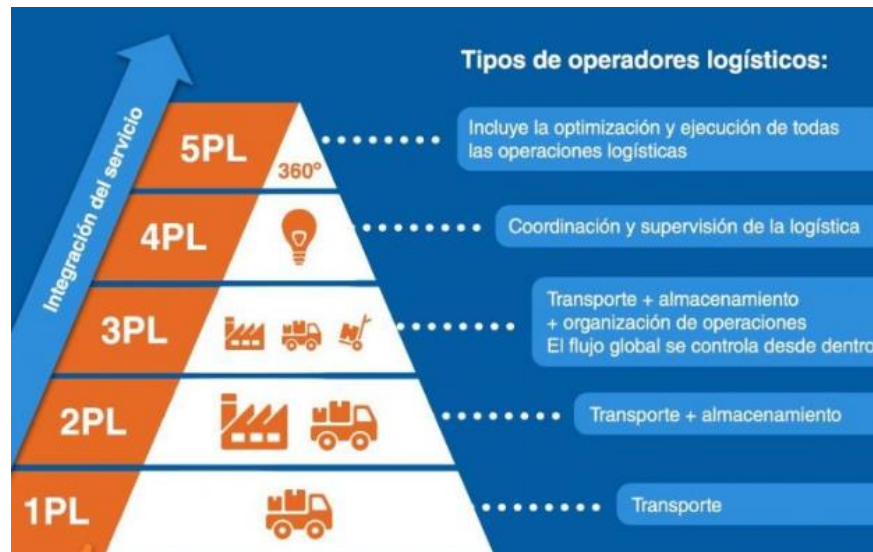 Tipos de operadores logísticos:
Integración del servicio
5PL
360º
Incluye la optimización y ejecución de todas
las operaciones logísticas
4PL
Coordinación y supervisión de la logística
3PL
Transporte + almacenamiento
+ organización de operaciones
El flujo global se controla desde dentro
2PL
Transporte + almacenamiento
1PL
Transporte